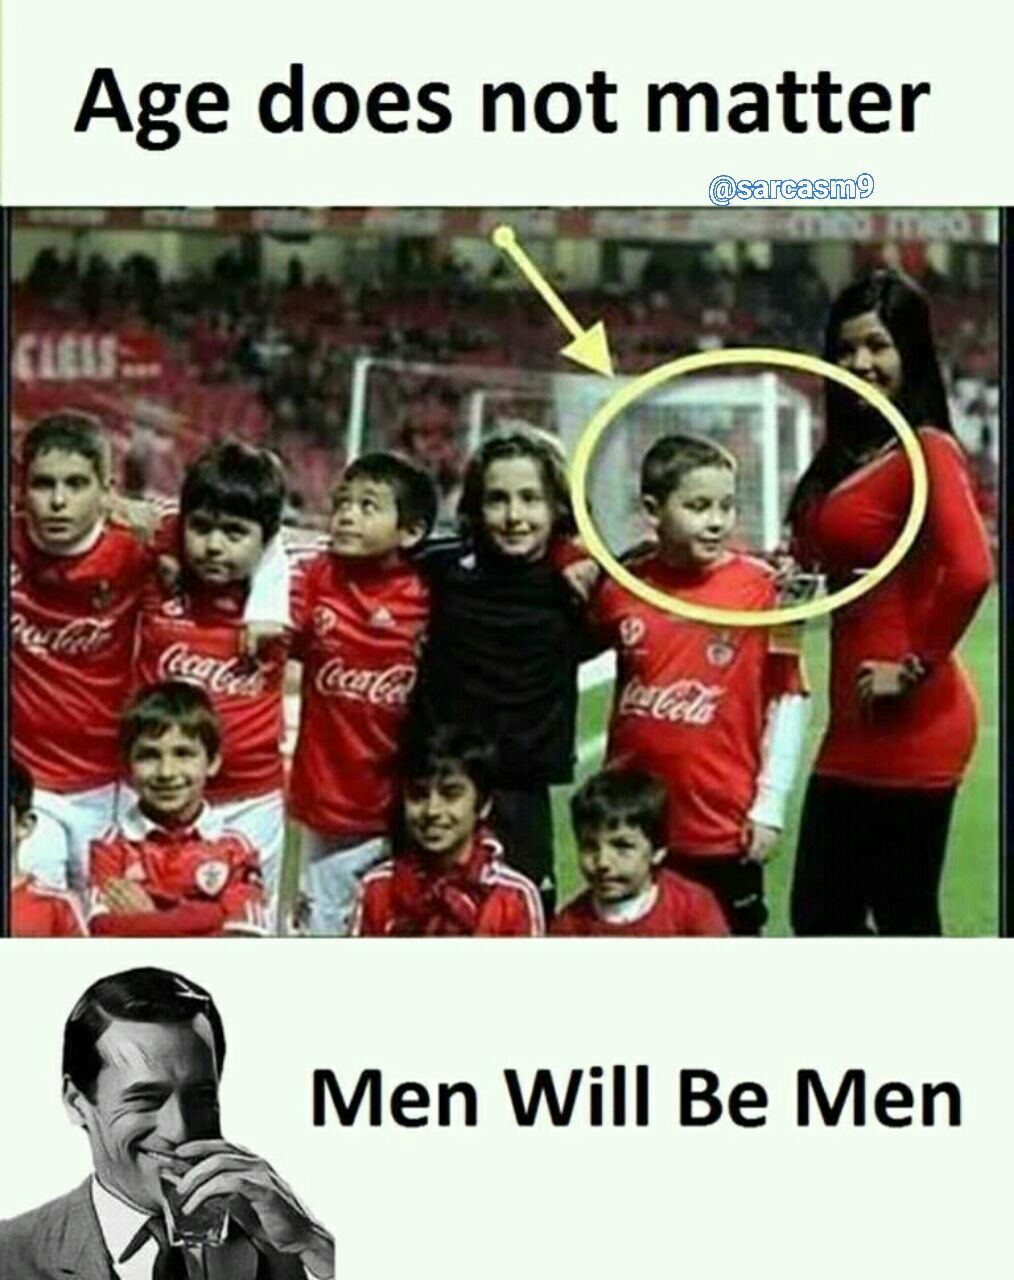 Age does not matter
@sarcasm9
Coca-Cola
Coca-Cola
Coca-Cola
Men Will Be Men